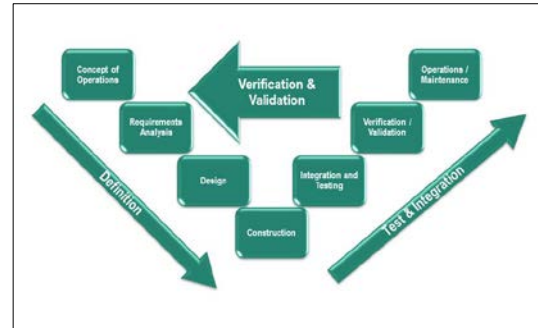 Concept of
Operations
Operations /
Maintenance
Verification &
Validation
Requirements
Analysis
Verification /
Validation
Design
Integration and
Testing
Construction
Definition
Test & Integration